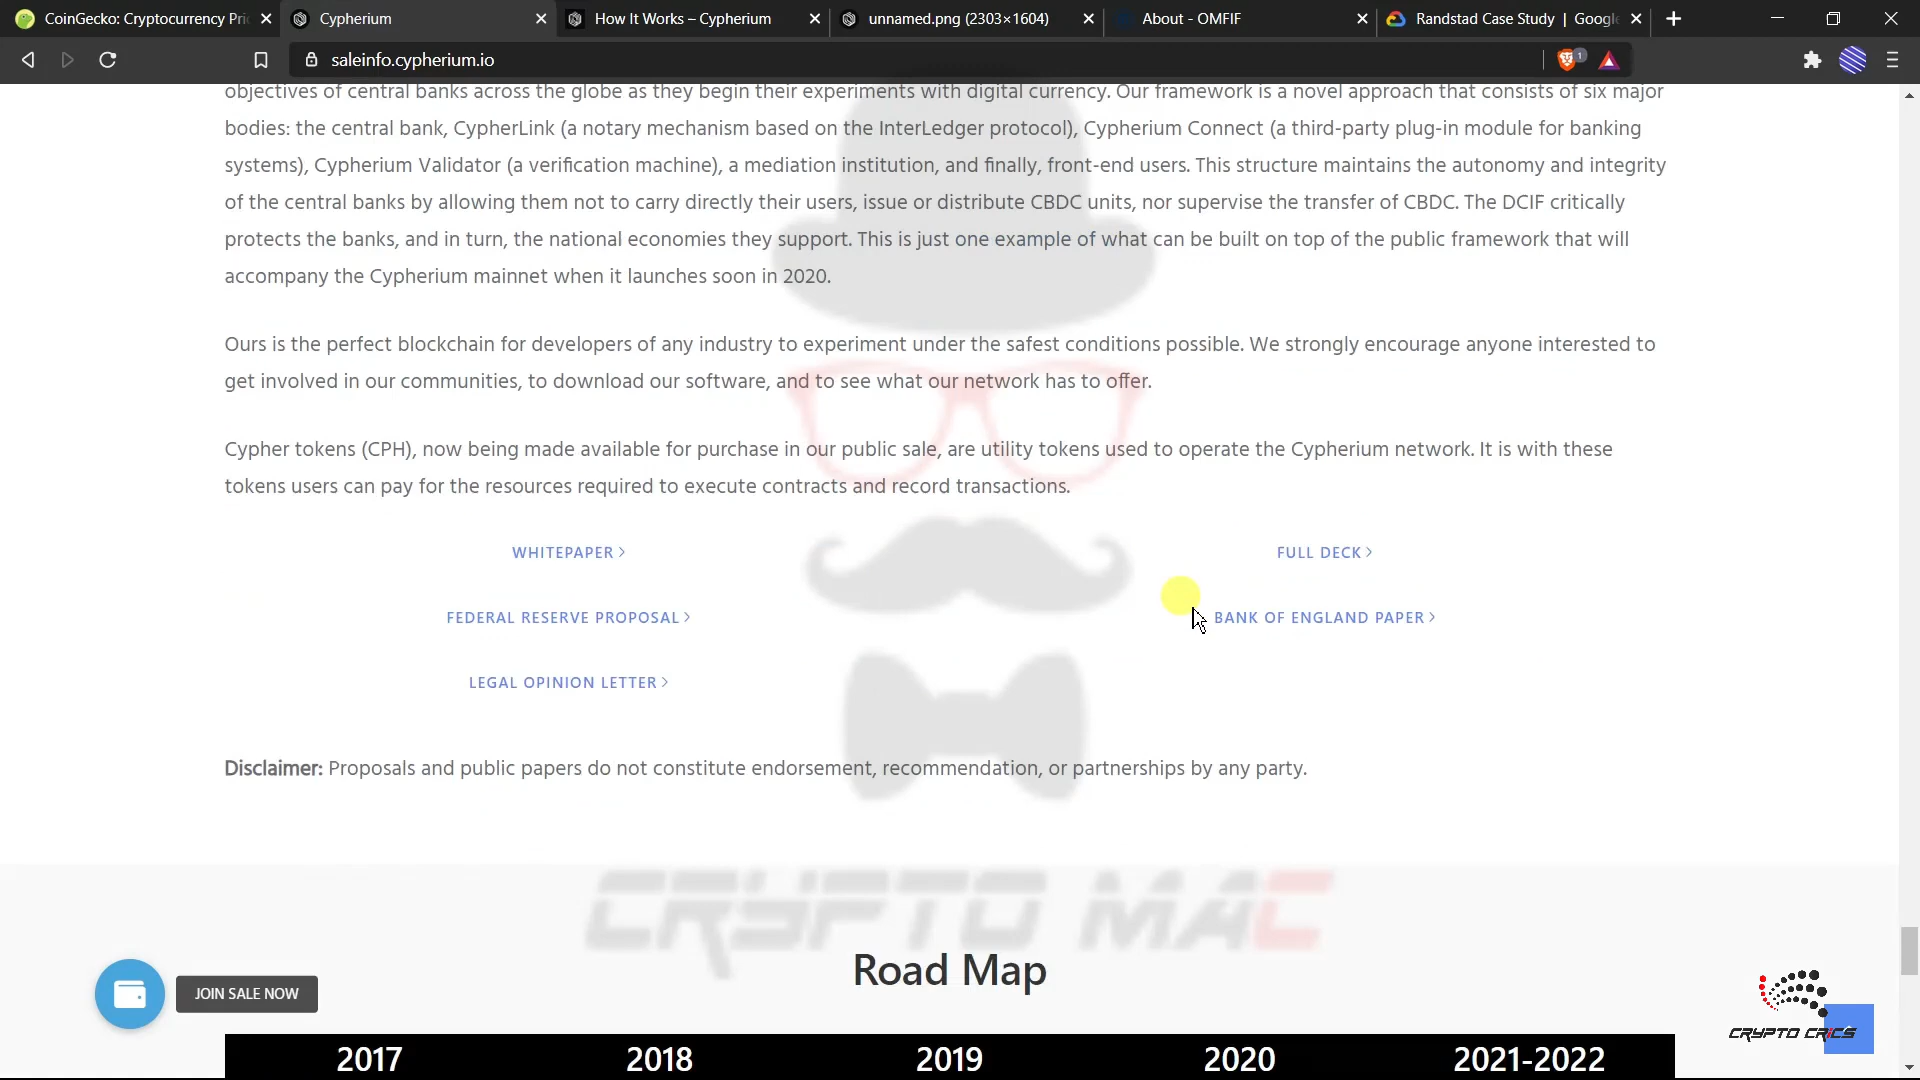 CoinGecko: Cryptocurrency Pri
Cypherium
How It Works – Cypherium
unnamed.png (2303×1604)
About - OMFIF
Randstad Case Study | Googl
saleinfo.cypherium.io
1
objectives of central banks across the globe as they begin their experiments with digital currency. Our framework is a novel approach that consists of six major
bodies: the central bank, CypherLink (a notary mechanism based on the InterLedger protocol), Cypherium Connect (a third-party plug-in module for banking
systems), Cypherium Validator (a verification machine), a mediation institution, and finally, front-end users. This structure maintains the autonomy and integrity
of the central banks by allowing them not to carry directly their users, issue or distribute CBDC units, nor supervise the transfer of CBDC. The DCIF critically
protects the banks, and in turn, the national economies they support. This is just one example of what can be built on top of the public framework that will
accompany the Cypherium mainnet when it launches soon in 2020.
Ours is the perfect blockchain for developers of any industry to experiment under the safest conditions possible. We strongly encourage anyone interested to
get involved in our communities, to download our software, and to see what our network has to offer.
Cypher tokens (CPH), now being made available for purchase in our public sale, are utility tokens used to operate the Cypherium network. It is with these
tokens users can pay for the resources required to execute contracts and record transactions.
WHITEPAPER >
FULL DECK >
FEDERAL RESERVE PROPOSAL >
BANK OF ENGLAND PAPER >
LEGAL OPINION LETTER >
Disclaimer: Proposals and public papers do not constitute endorsement, recommendation, or partnerships by any party.
CRYPTO MAC
Road Map
JOIN SALE NOW
CRYPTO CRICS
2017 2018 2019 2020 2021-2022